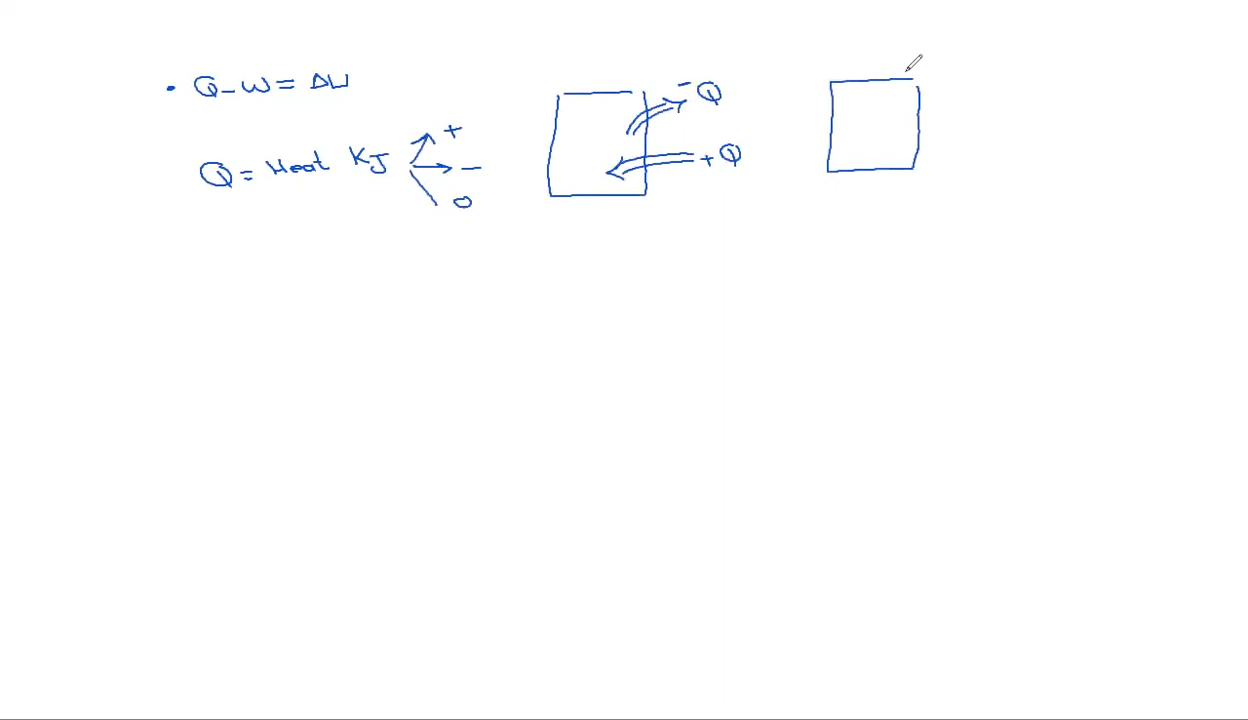 • Q - W = ΔU
Q = Heat KJ
+
-
0
- Q
+ Q